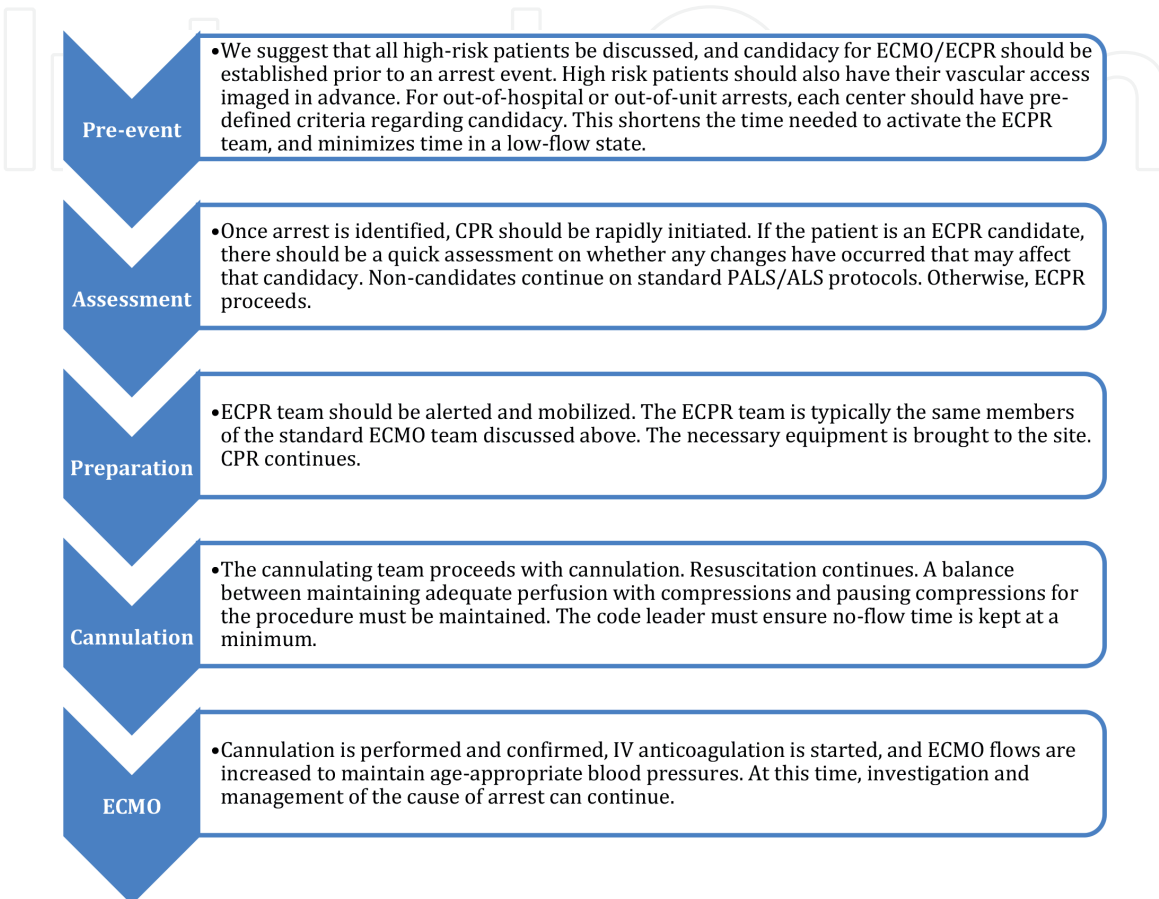 Pre-event
•We suggest that all high-risk patients be discussed, and candidacy for ECMO/ECPR should be
established prior to an arrest event. High risk patients should also have their vascular access
imaged in advance. For out-of-hospital or out-of-unit arrests, each center should have pre-
defined criteria regarding candidacy. This shortens the time needed to activate the ECPR
team, and minimizes time in a low-flow state.
Assessment
•Once arrest is identified, CPR should be rapidly initiated. If the patient is an ECPR candidate,
there should be a quick assessment on whether any changes have occurred that may affect
that candidacy. Non-candidates continue on standard PALS/ALS protocols. Otherwise, ECPR
proceeds.
Preparation
•ECPR team should be alerted and mobilized. The ECPR team is typically the same members
of the standard ECMO team discussed above. The necessary equipment is brought to the site.
CPR continues.
Cannulation
•The cannulating team proceeds with cannulation. Resuscitation continues. A balance
between maintaining adequate perfusion with compressions and pausing compressions for
the procedure must be maintained. The code leader must ensure no-flow time is kept at a
minimum.
ECMO
•Cannulation is performed and confirmed, IV anticoagulation is started, and ECMO flows are
increased to maintain age-appropriate blood pressures. At this time, investigation and
management of the cause of arrest can continue.